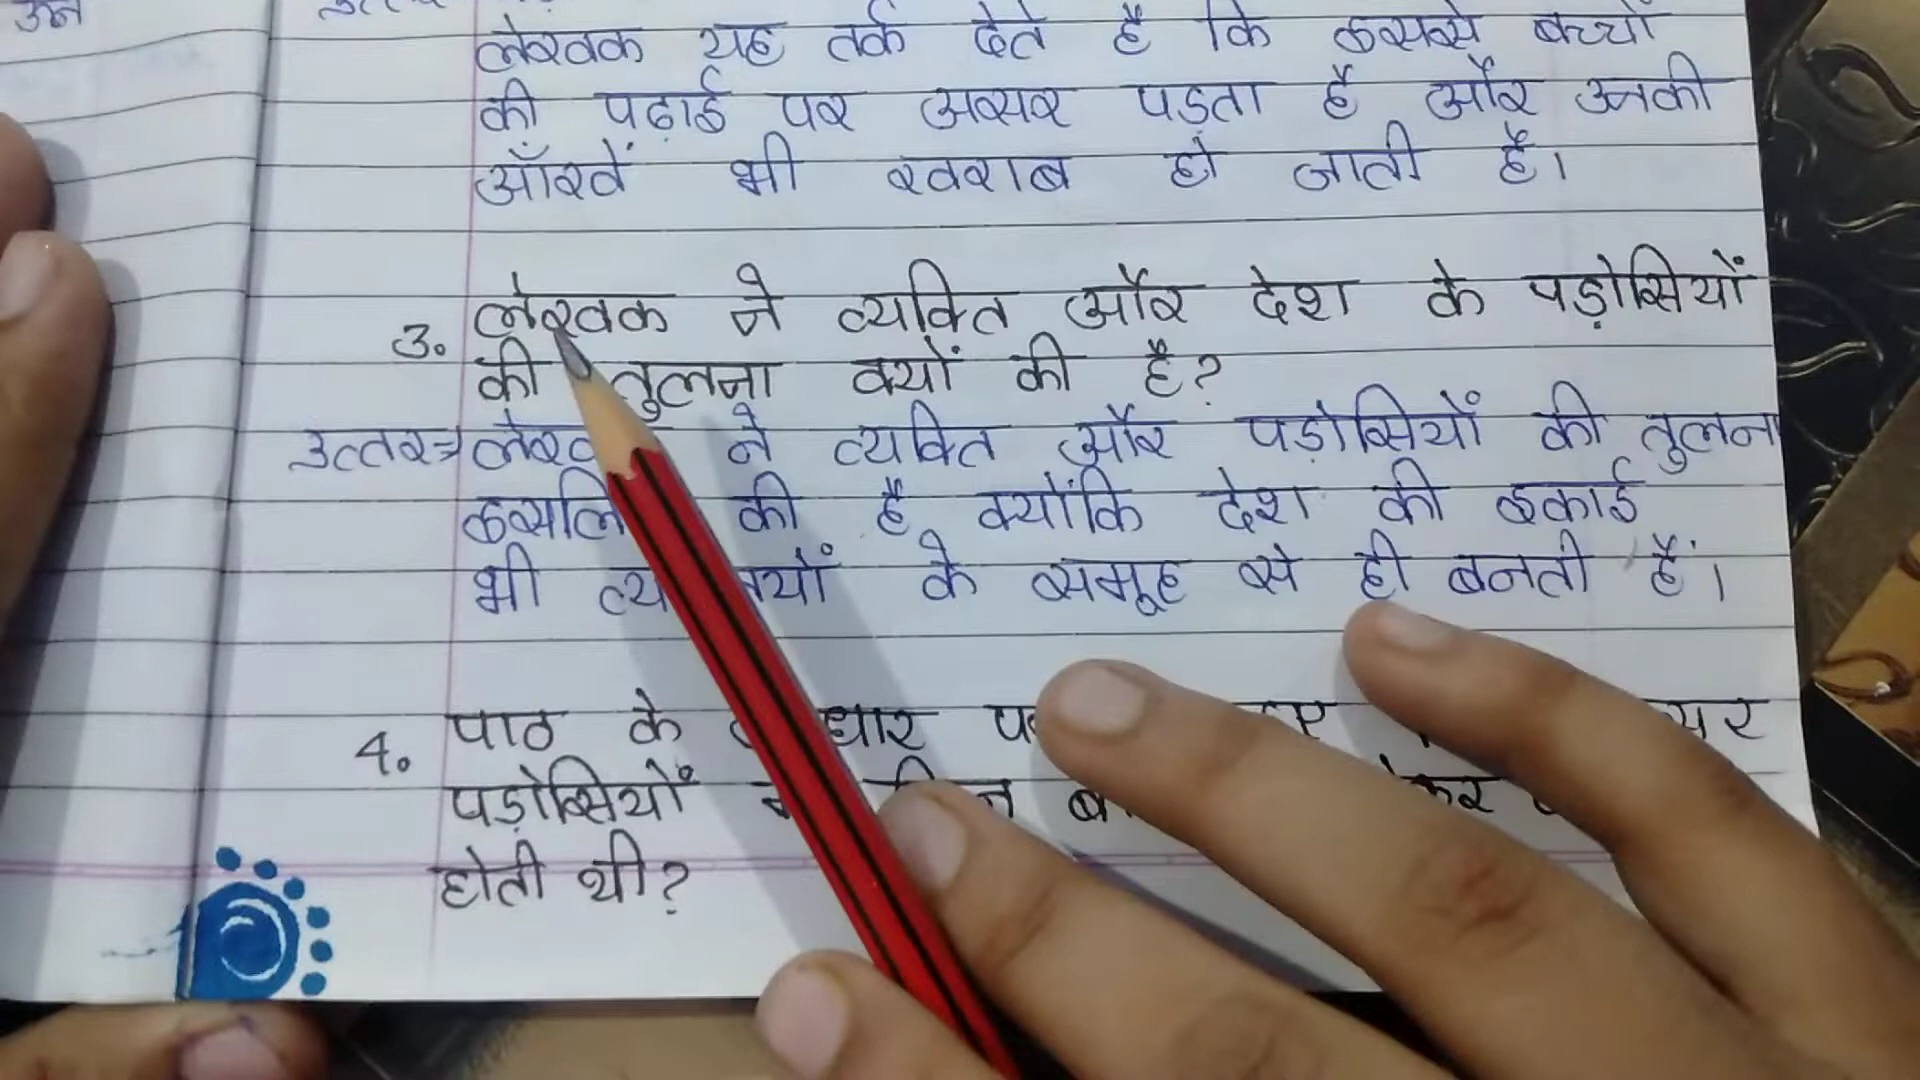 लेखक यह तर्क देते है कि इससे बच्चों
की पढ़ाई पर असर पड़ता है और उनकी
आँखें भी खराब हो जाती है।
3. लेखक ने व्यक्ति और देश के पड़ोसियों
की तुलना क्यों की है?
उत्तर⇒ ने व्यक्ति और पड़ोसियों की तुलना
की है क्योंकि देश की इकाई
भी के समूह से ही बनती हैं।
4. पाठ के
पड़ोसियों
होती थी?